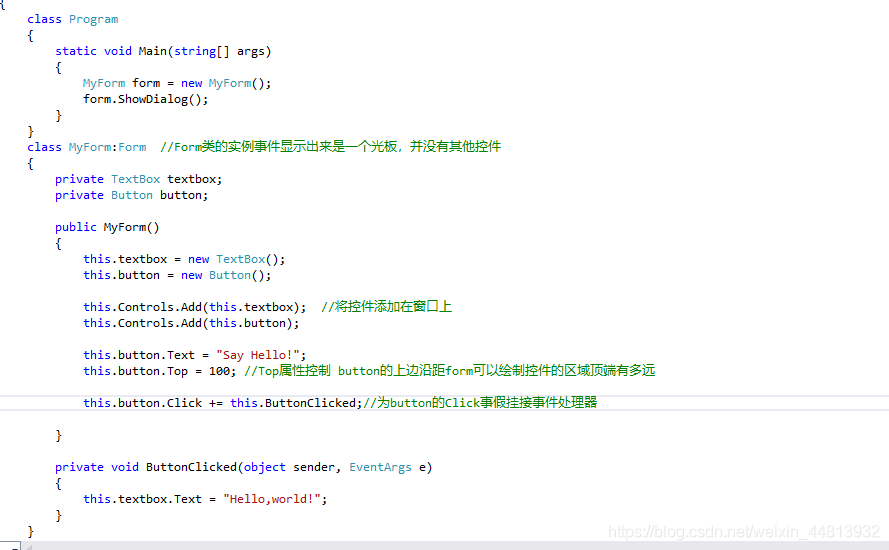 {
class Program
{
static void Main(string[] args)
{
MyForm form = new MyForm();
form.ShowDialog();
}
}
class MyForm:Form //Form类的实例事件显示出来是一个光板，并没有其他控件
{
private TextBox textbox;
private Button button;
public MyForm()
{
this.textbox = new TextBox();
this.button = new Button();
this.Controls.Add(this.textbox); //将控件添加在窗口上
this.Controls.Add(this.button);
this.button.Text = "Say Hello!";
this.button.Top = 100; //Top属性控制 button的上边沿距form可以绘制控件的区域顶端有多远
this.button.Click += this.ButtonClicked;//为button的Click事假挂接事件处理器
}
private void ButtonClicked(object sender, EventArgs e)
{
this.textbox.Text = "Hello,world!";
}
}
https://blog.csdn.net/weixin_44813932